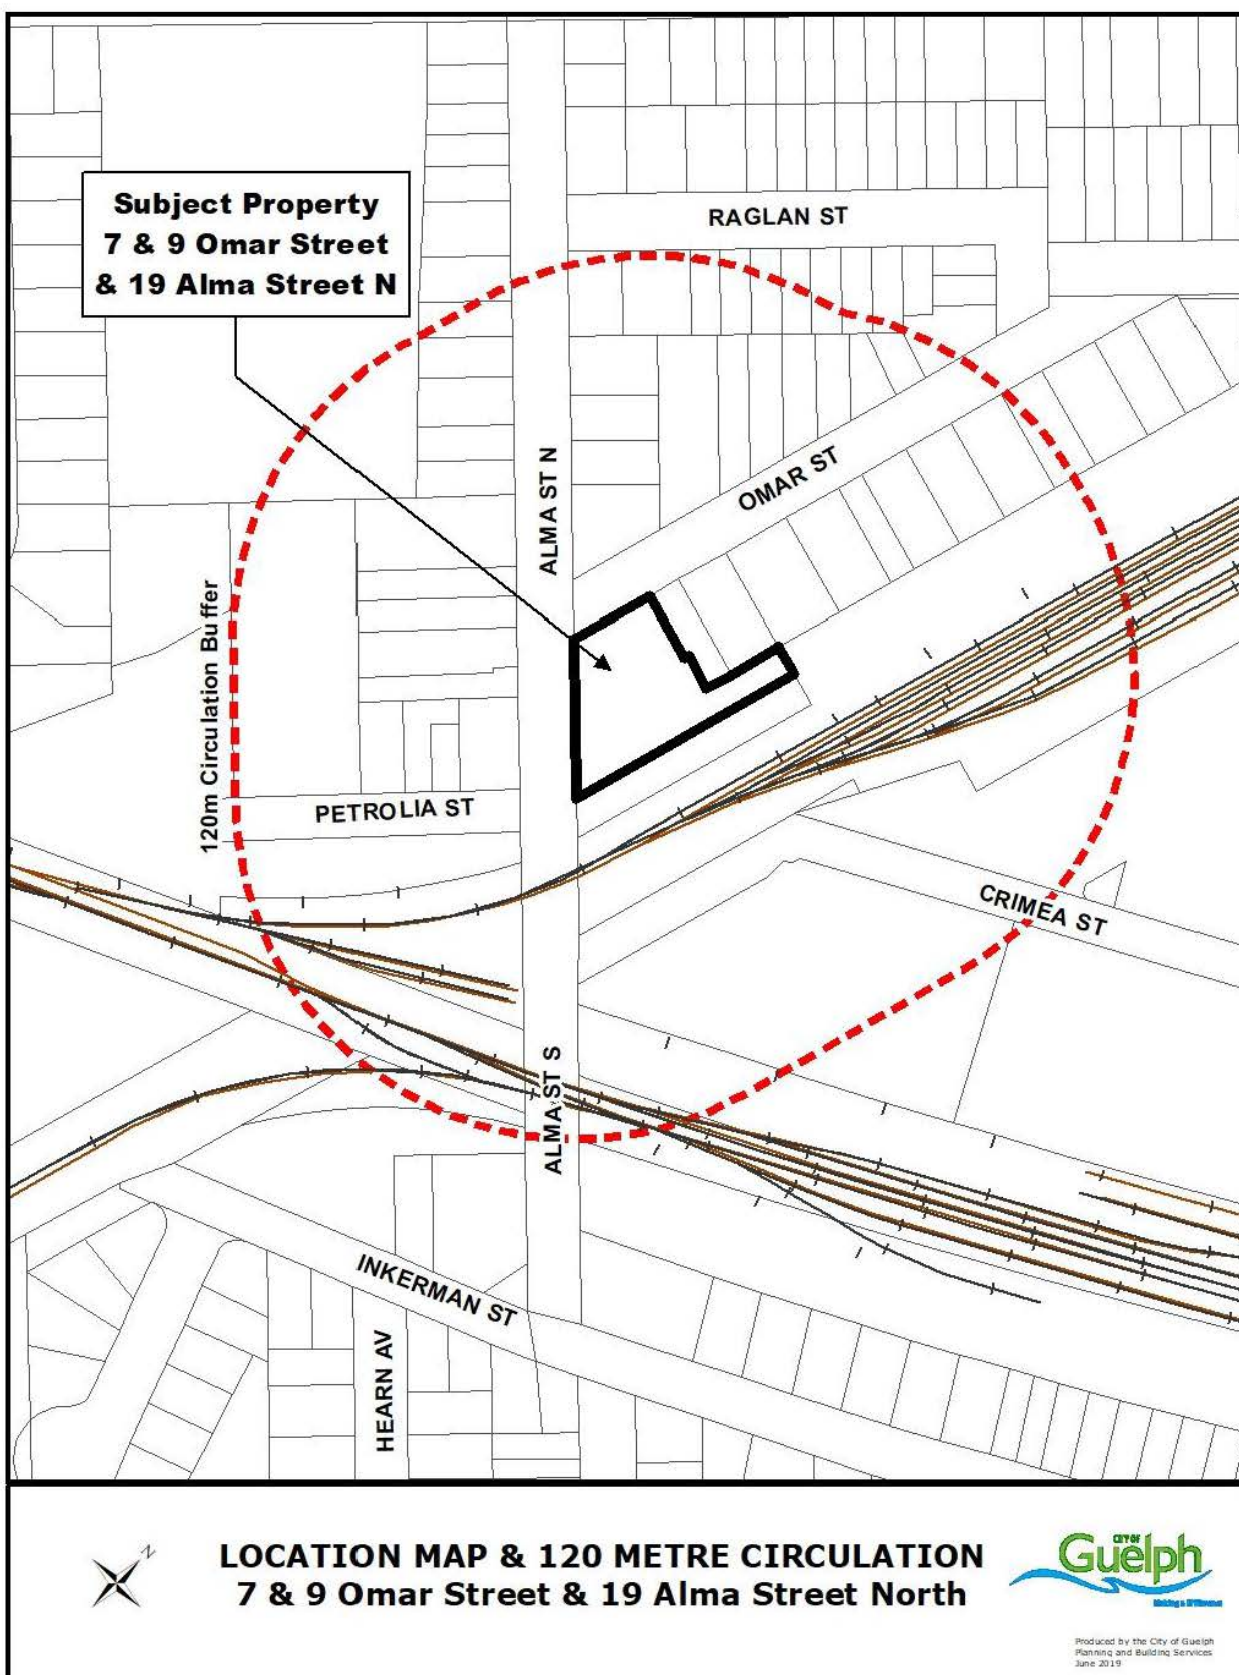 Subject Property
7 & 9 Omar Street
& 19 Alma Street N
RAGLAN ST
ALMA ST N
OMAR ST
120m Circulation Buffer
PETROLIA ST
CRIMEA ST
ALMA ST S
INKERMAN ST
HEARN AV
N
LOCATION MAP & 120 METRE CIRCULATION
7 & 9 Omar Street & 19 Alma Street North
CITY OF
Guelph
Produced by the City of Guelph
Planning and Building Services
June 2019